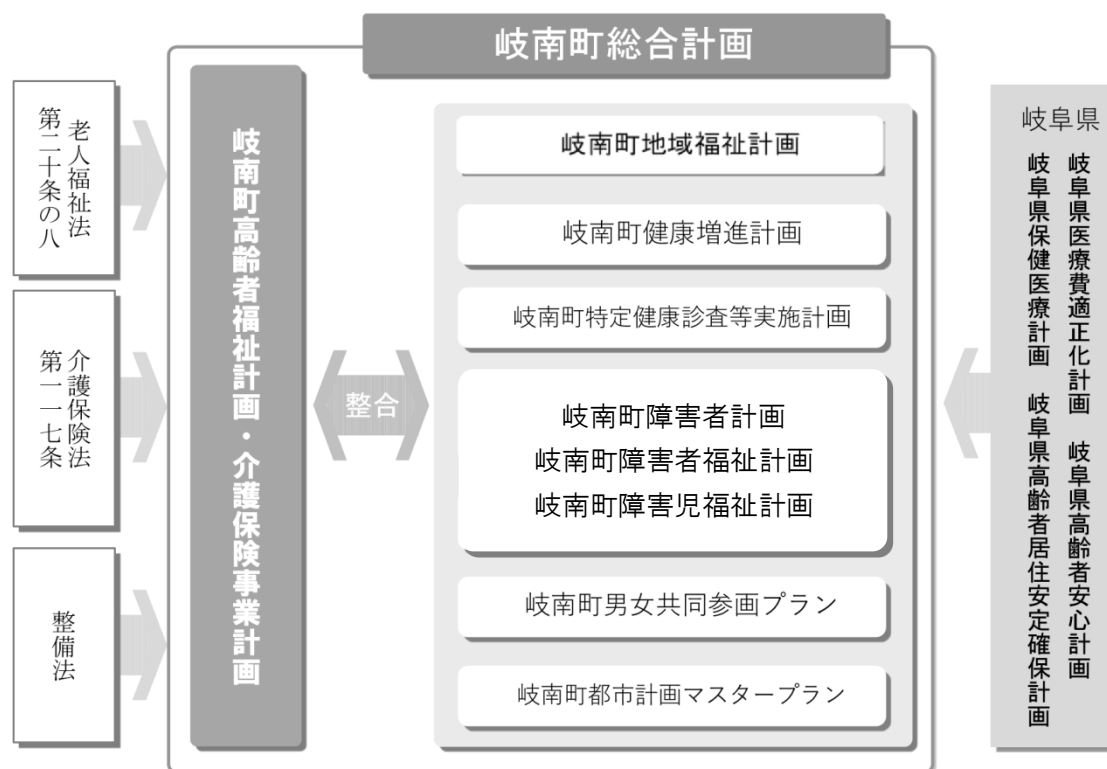 岐南町総合計画
老人福祉法
第二十条の八
介護保険法
第一一七条
整備法
岐南町高齢者福祉計画・介護保険事業計画
整合
岐南町地域福祉計画
岐南町健康増進計画
岐南町特定健康診査等実施計画
岐南町障害者計画
岐南町障害者福祉計画
岐南町障害児福祉計画
岐南町男女共同参画プラン
岐南町都市計画マスタープラン
岐阜県
岐阜県医療費適正化計画 岐阜県高齢者安心計画
岐阜県保健医療計画 岐阜県高齢者居住安定確保計画